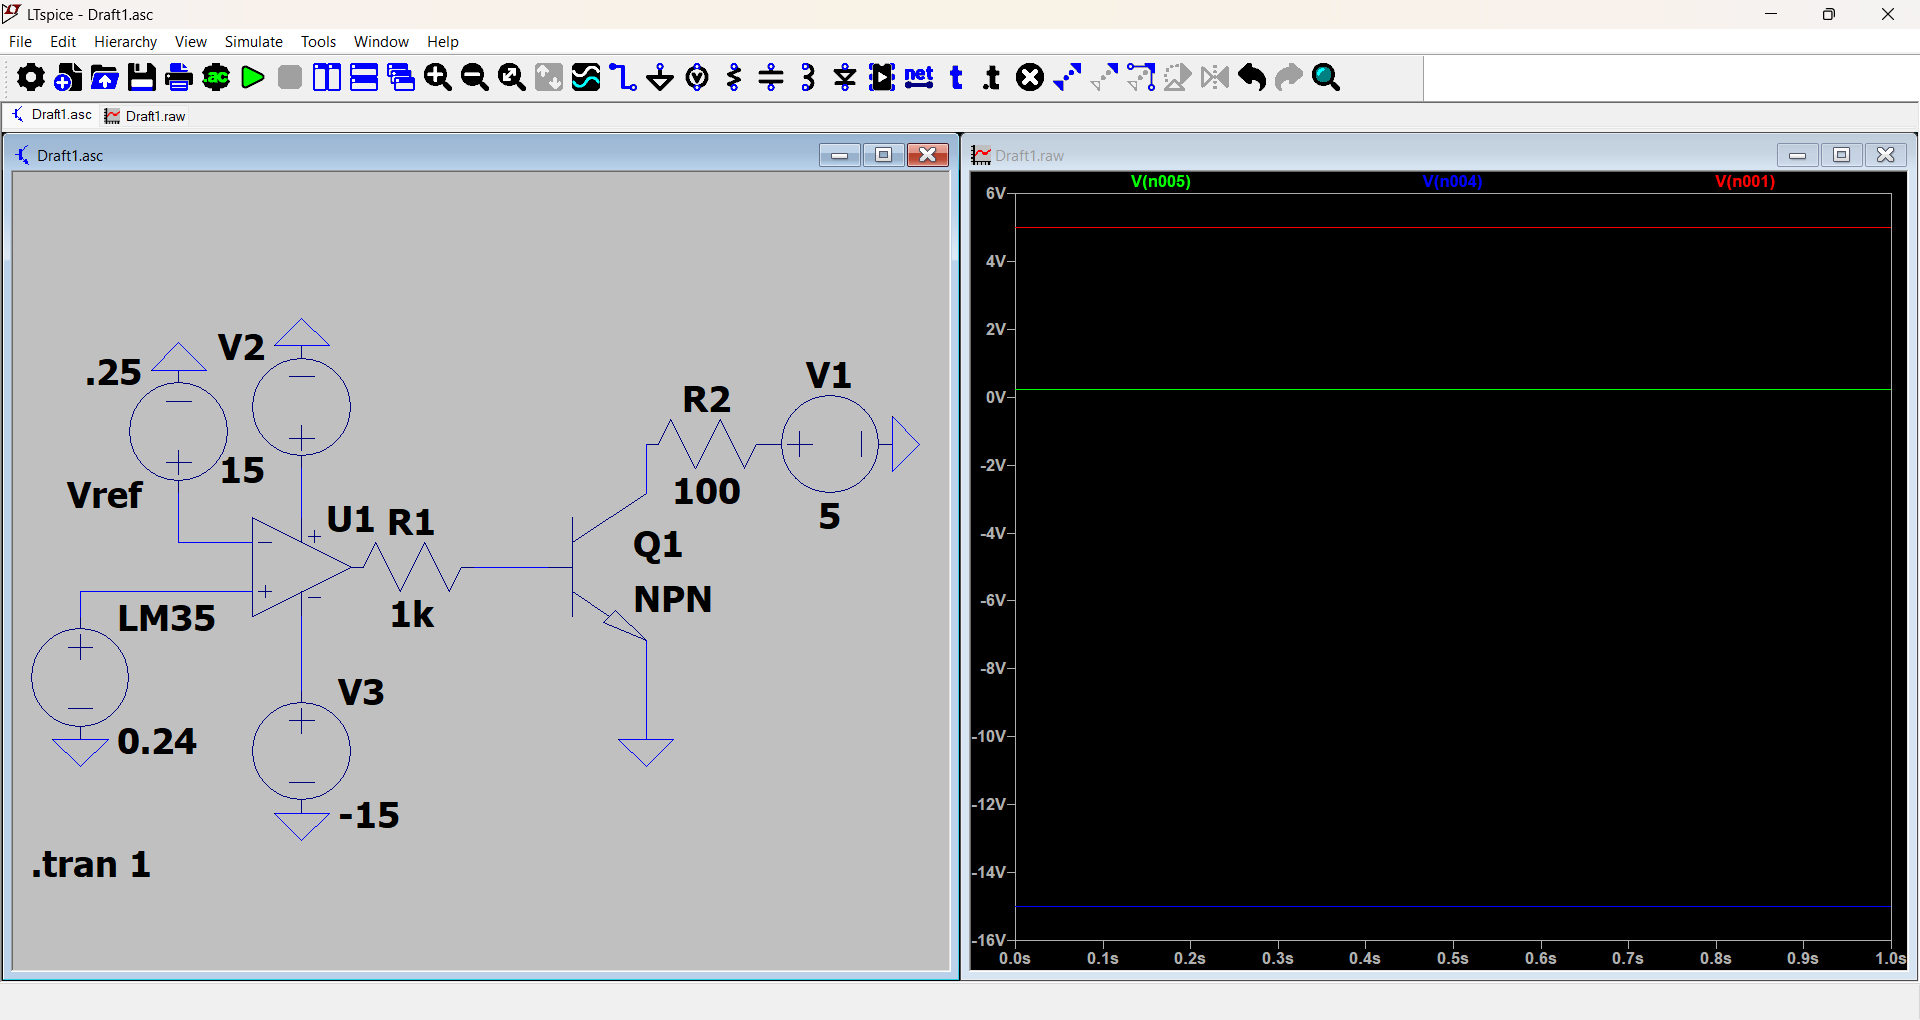 LTspice - Draft1.asc
File Edit Hierarchy View Simulate Tools Window Help
.ac net t .t
Draft1.asc Draft1.raw
Draft1.asc
.25
V2
15
Vref
U1
R1
1k
LM35
0.24
V3
-15
.tran 1
R2
100
V1
5
Q1
NPN
Draft1.raw
V(n005) V(n004) V(n001)
6V
4V
2V
0V
-2V
-4V
-6V
-8V
-10V
-12V
-14V
-16V
0.0s 0.1s 0.2s 0.3s 0.4s 0.5s 0.6s 0.7s 0.8s 0.9s 1.0s